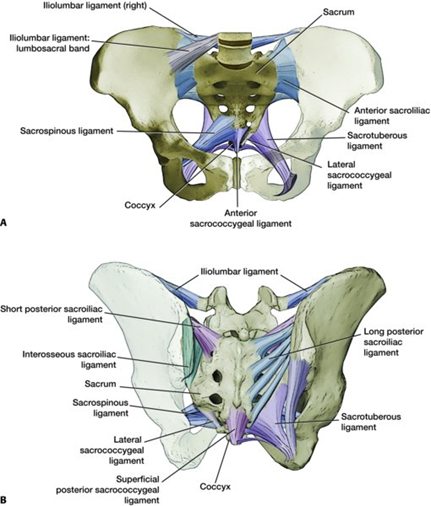 Iliolumbar ligament (right)
Sacrum
Iliolumbar ligament:
lumbosacral band
Anterior sacroliliac
ligament
Sacrospinous ligament
Sacrotuberous
ligament
Lateral
sacrococcygeal
ligament
Coccyx
Anterior
sacrococcygeal ligament
A
Iliolumbar ligament
Short posterior sacroiliac
ligament
Long posterior
sacroiliac ligament
Interosseous sacroiliac
ligament
Sacrum
Sacrospinous
ligament
Sacrotuberous
ligament
Lateral
sacrococcygeal
ligament
Superficial
posterior sacrococcygeal
ligament
Coccyx
B